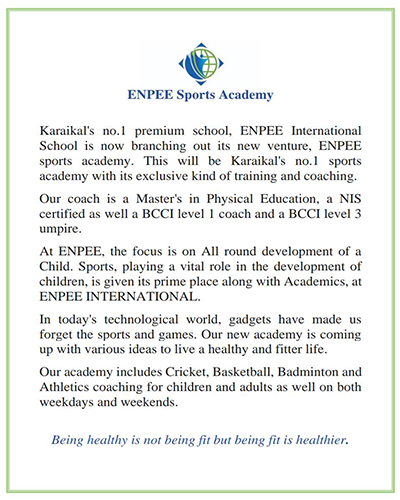 ENPEE Sports Academy
Karaikal's no.1 premium school, ENPEE International
School is now branching out its new venture, ENPEE
sports academy. This will be Karaikal's no.1 sports
academy with its exclusive kind of training and coaching.
Our coach is a Master's in Physical Education, a NIS
certified as well a BCCI level 1 coach and a BCCI level 3
umpire.
At ENPEE, the focus is on All round development of a
Child. Sports, playing a vital role in the development of
children, is given its prime place along with Academics, at
ENPEE INTERNATIONAL.
In today's technological world, gadgets have made us
forget the sports and games. Our new academy is coming
up with various ideas to live a healthy and fitter life.
Our academy includes Cricket, Basketball, Badminton and
Athletics coaching for children and adults as well on both
weekdays and weekends.
Being healthy is not being fit but being fit is healthier.